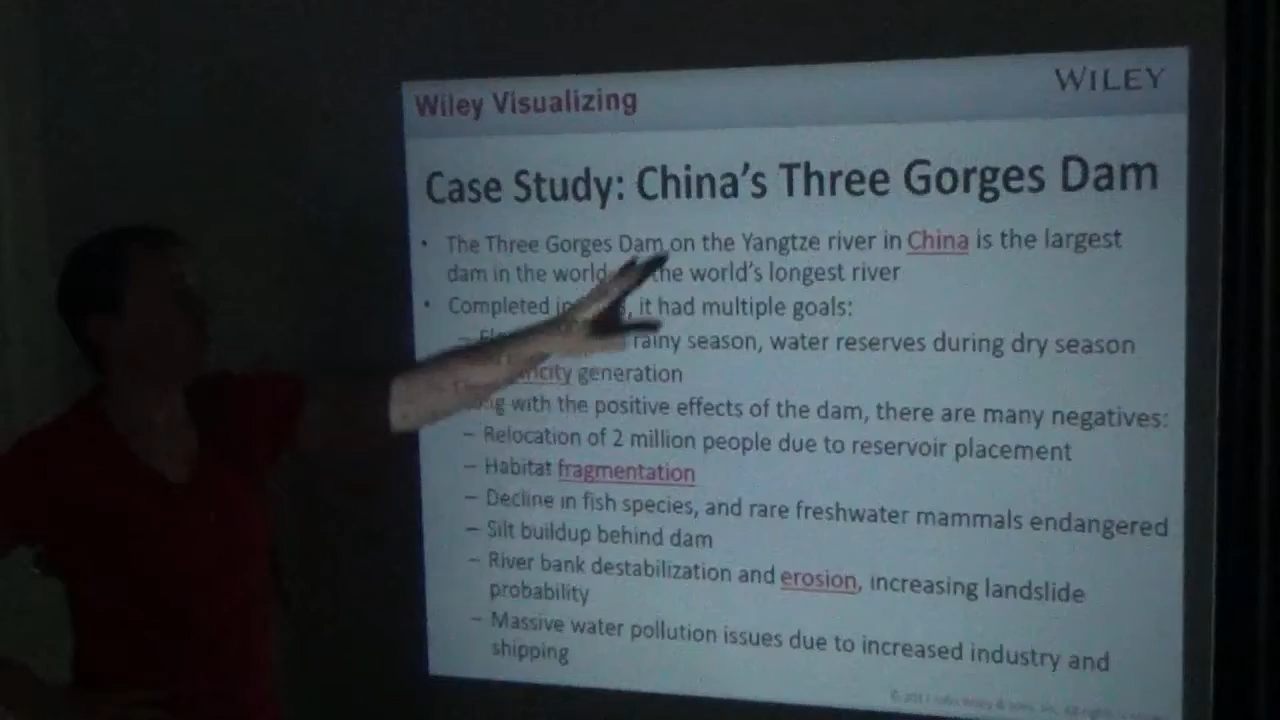 Wiley Visualizing
WILEY
Case Study: China's Three Gorges Dam
• The Three Gorges Dam on the Yangtze river in China is the largest
dam in the world the world's longest river
• Completed it had multiple goals:
– rainy season, water reserves during dry season
generation
with the positive effects of the dam, there are many negatives:
– Relocation of 2 million people due to reservoir placement
– Habitat fragmentation
– Decline in fish species, and rare freshwater mammals endangered
– Silt buildup behind dam
– River bank destabilization and erosion, increasing landslide
probability
– Massive water pollution issues due to increased industry and
shipping